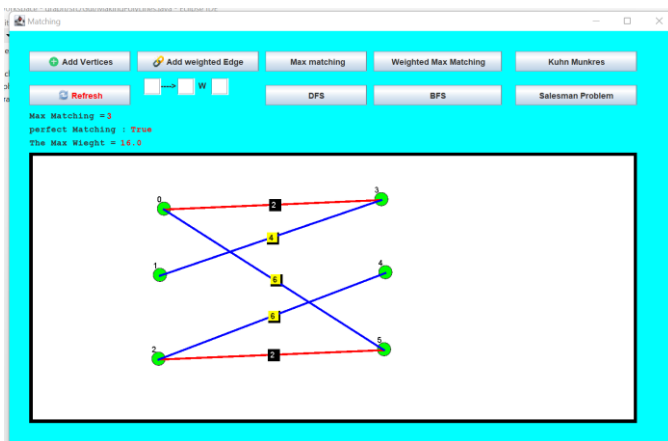 Matching
Add Vertices
Add weighted Edge
Max matching
Weighted Max Matching
Kuhn Munkres
Refresh
----> W
DFS
BFS
Salesman Problem
Max Matching =3
perfect Matching : True
The Max Wieght = 16.0
0
2
3
4
1
4
6
6
2
2
5